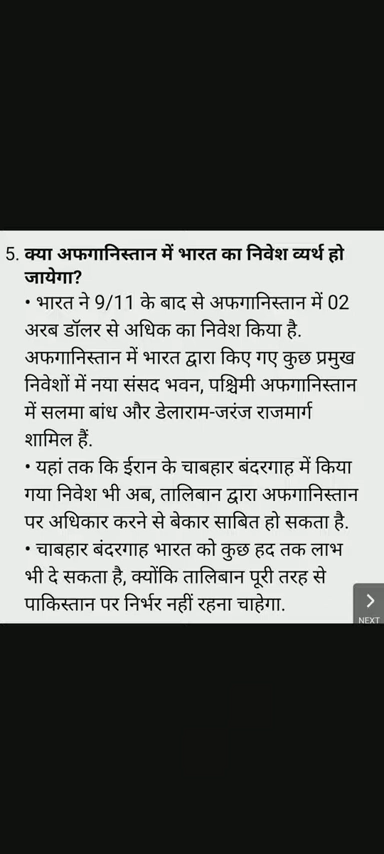 5. क्या अफगानिस्तान में भारत का निवेश व्यर्थ हो
जायेगा?
• भारत ने 9/11 के बाद से अफगानिस्तान में 02
अरब डॉलर से अधिक का निवेश किया है.
अफगानिस्तान में भारत द्वारा किए गए कुछ प्रमुख
निवेशों में नया संसद भवन, पश्चिमी अफगानिस्तान
में सलमा बांध और डेलाराम-जरंज राजमार्ग
शामिल हैं.
• यहां तक कि ईरान के चाबहार बंदरगाह में किया
गया निवेश भी अब, तालिबान द्वारा अफगानिस्तान
पर अधिकार करने से बेकार साबित हो सकता है.
• चाबहार बंदरगाह भारत को कुछ हद तक लाभ
भी दे सकता है, क्योंकि तालिबान पूरी तरह से
पाकिस्तान पर निर्भर नहीं रहना चाहेगा.
NEXT